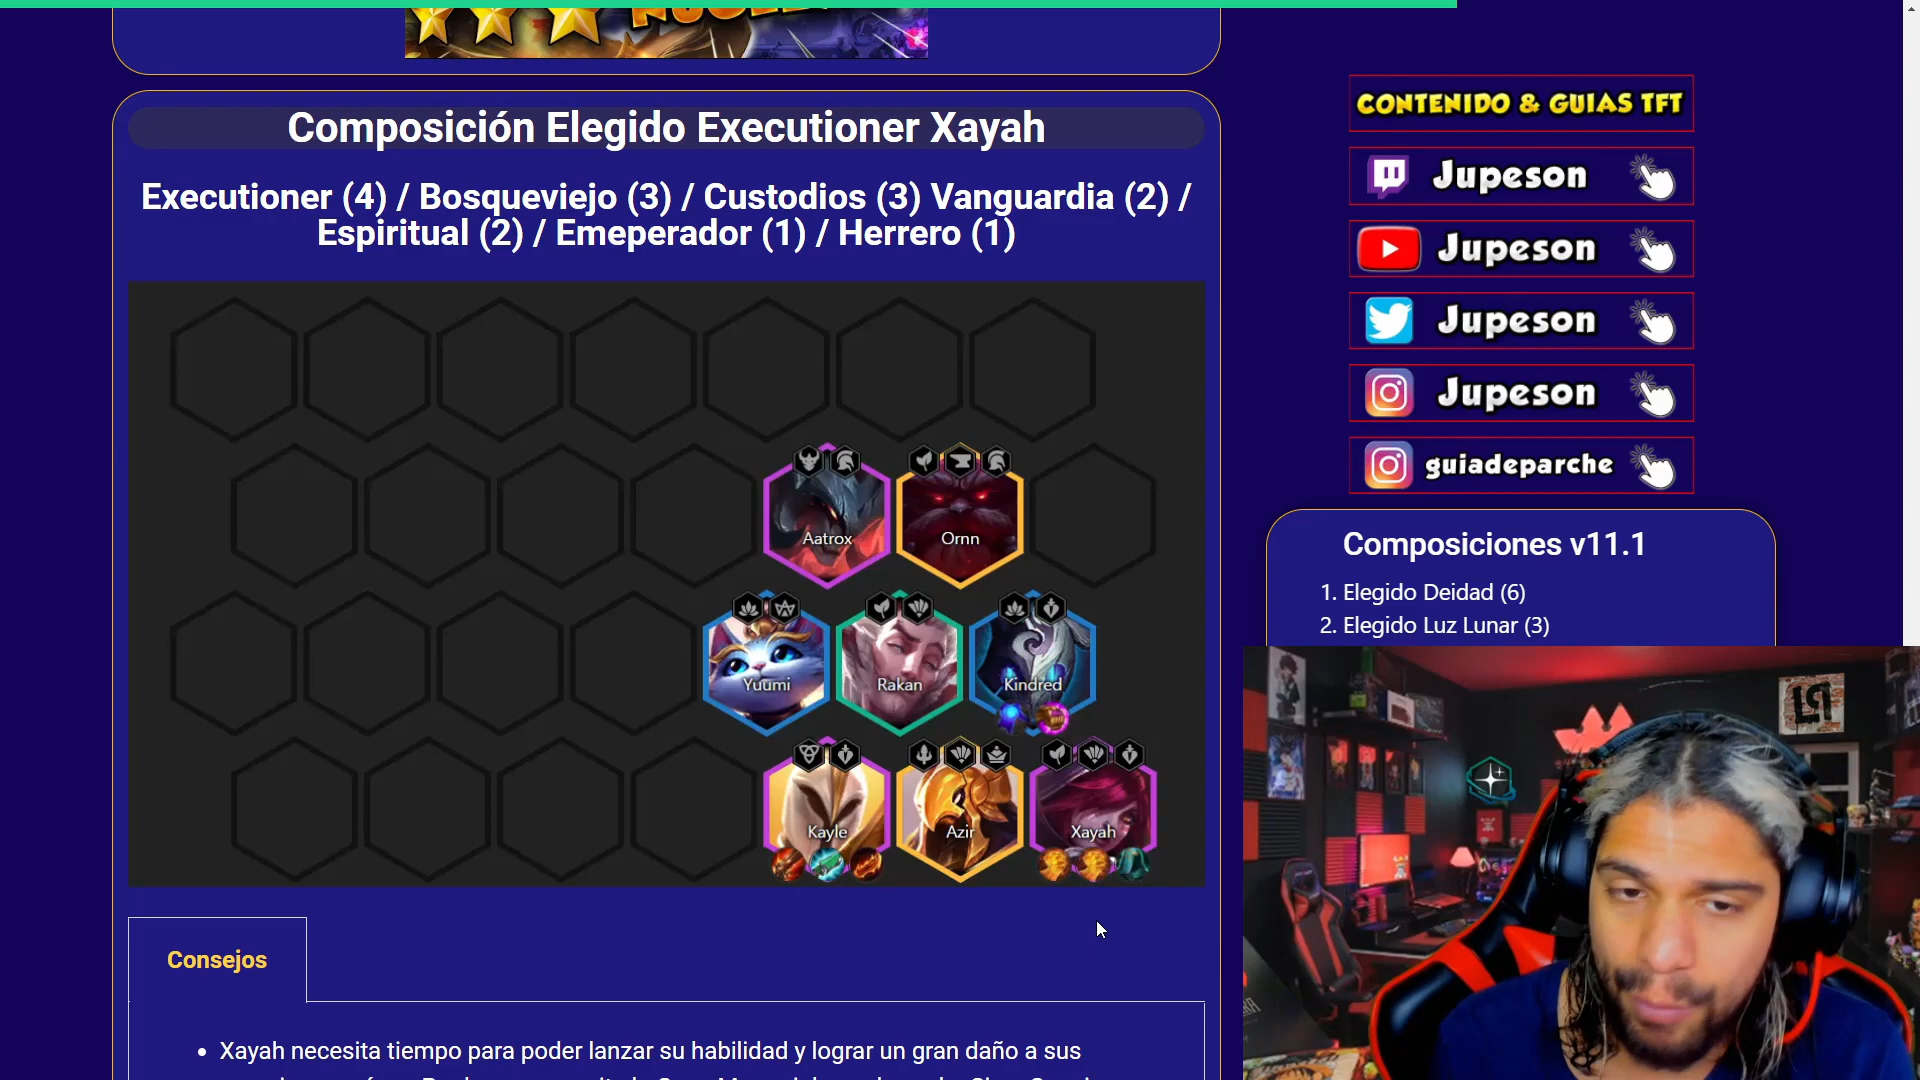 Composición Elegido Executioner Xayah
Executioner (4) / Bosqueviejo (3) / Custodios (3) Vanguardia (2) /
Espiritual (2) / Emeperador (1) / Herrero (1)
Aatrox
Ornn
Yuumi
Rakan
Kindred
Kayle
Azir
Xayah
Consejos
• Xayah necesita tiempo para poder lanzar su habilidad y lograr un gran daño a sus
CONTENIDO & GUIAS TFT
Jupeson
Jupeson
Jupeson
Jupeson
guiadeparche
Composiciones v11.1
1. Elegido Deidad (6)
2. Elegido Luz Lunar (3)